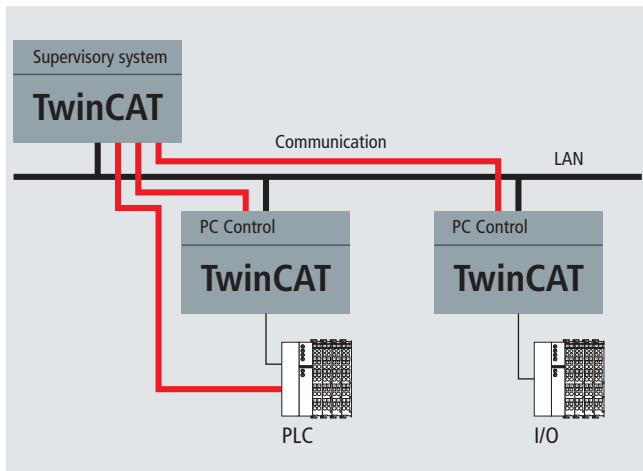 Supervisory system
TwinCAT
Communication
LAN
PC Control
TwinCAT
PC Control
TwinCAT
PLC
I/O